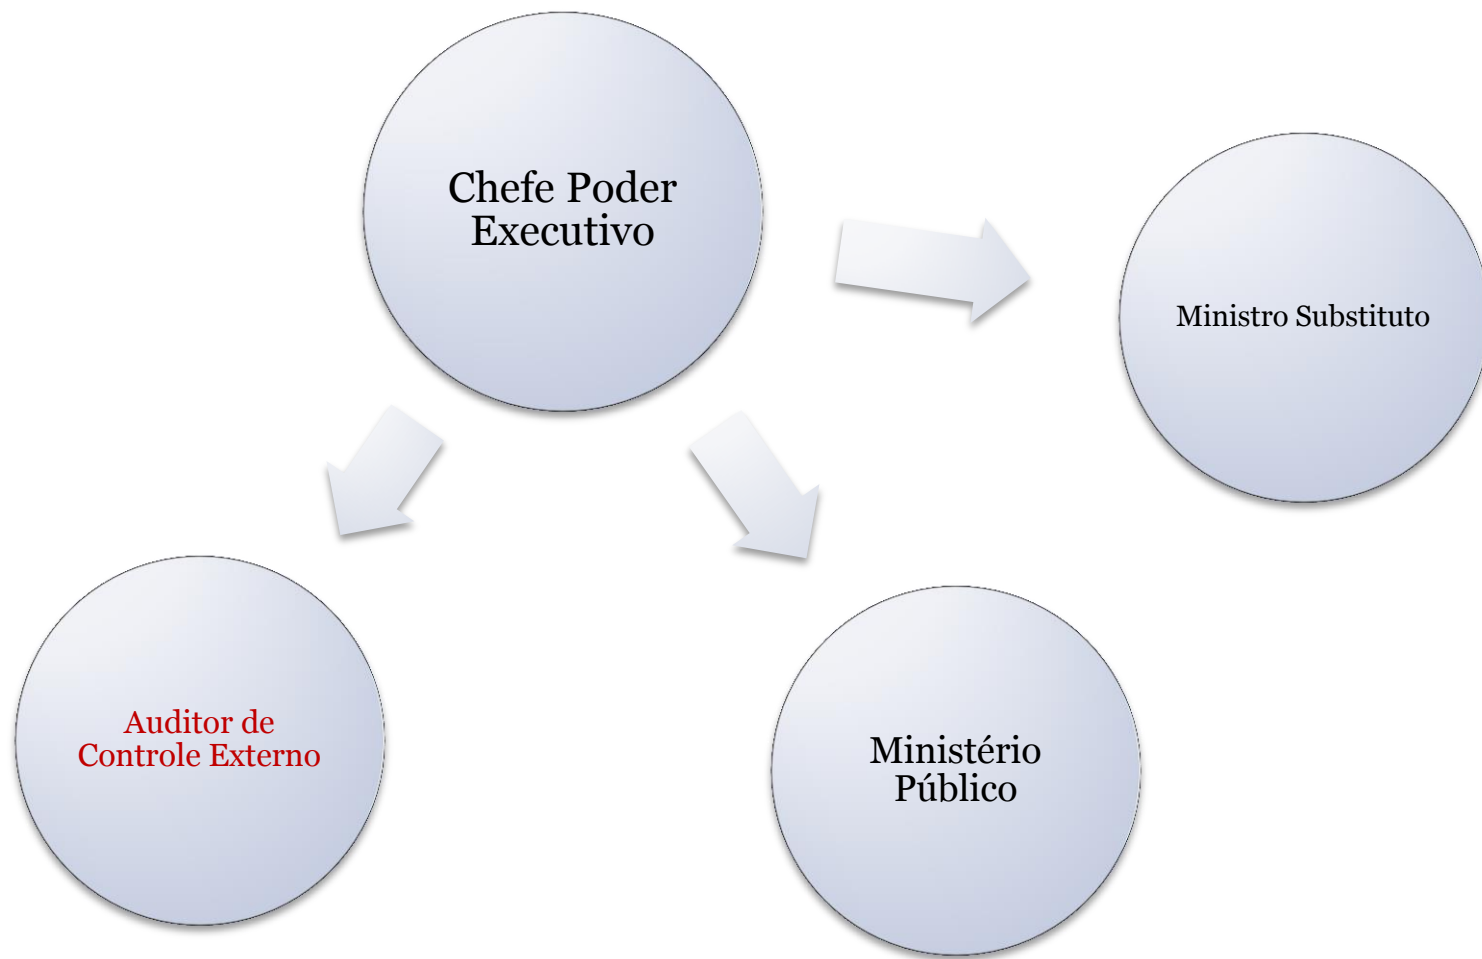 Chefe Poder
Executivo
Ministro Substituto
Auditor de
Controle Externo
Ministério
Público